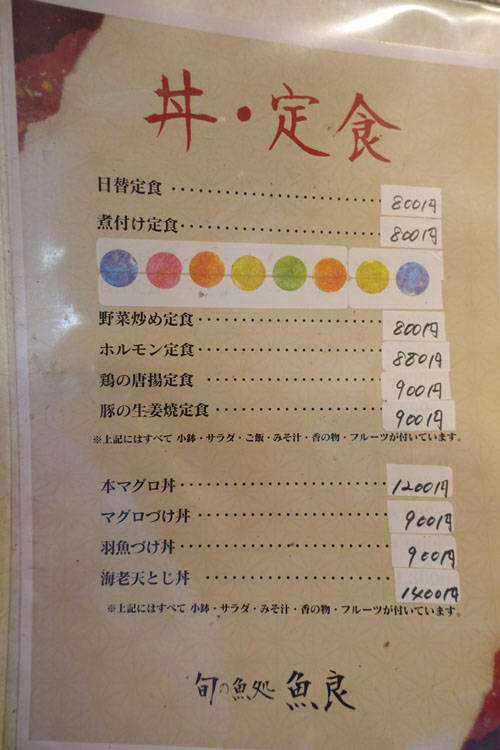 丼・定食
日替定食 ‥‥‥‥‥‥‥‥‥‥ 800円
煮付け定食‥‥‥‥‥‥‥‥‥‥ 800円
野菜炒め定食‥‥‥‥‥‥‥‥‥ 800円
ホルモン定食‥‥‥‥‥‥‥‥‥ 880円
鶏の唐揚定食 ‥‥‥‥‥‥‥‥ 900円
豚の生姜焼定食‥‥‥‥‥‥‥‥ 900円
※上記にはすべて 小鉢・サラダ・ご飯・みそ汁・香の物・フルーツが付いています。
本マグロ丼‥‥‥‥‥‥‥‥‥‥ 1200円
マグロづけ丼‥‥‥‥‥‥‥‥‥ 900円
羽魚づけ丼‥‥‥‥‥‥‥‥‥‥ 900円
海老天とじ丼 ‥‥‥‥‥‥‥‥ 1400円
※上記にはすべて 小鉢・サラダ・みそ汁・香の物・フルーツが付いています。
旬の魚処 魚良